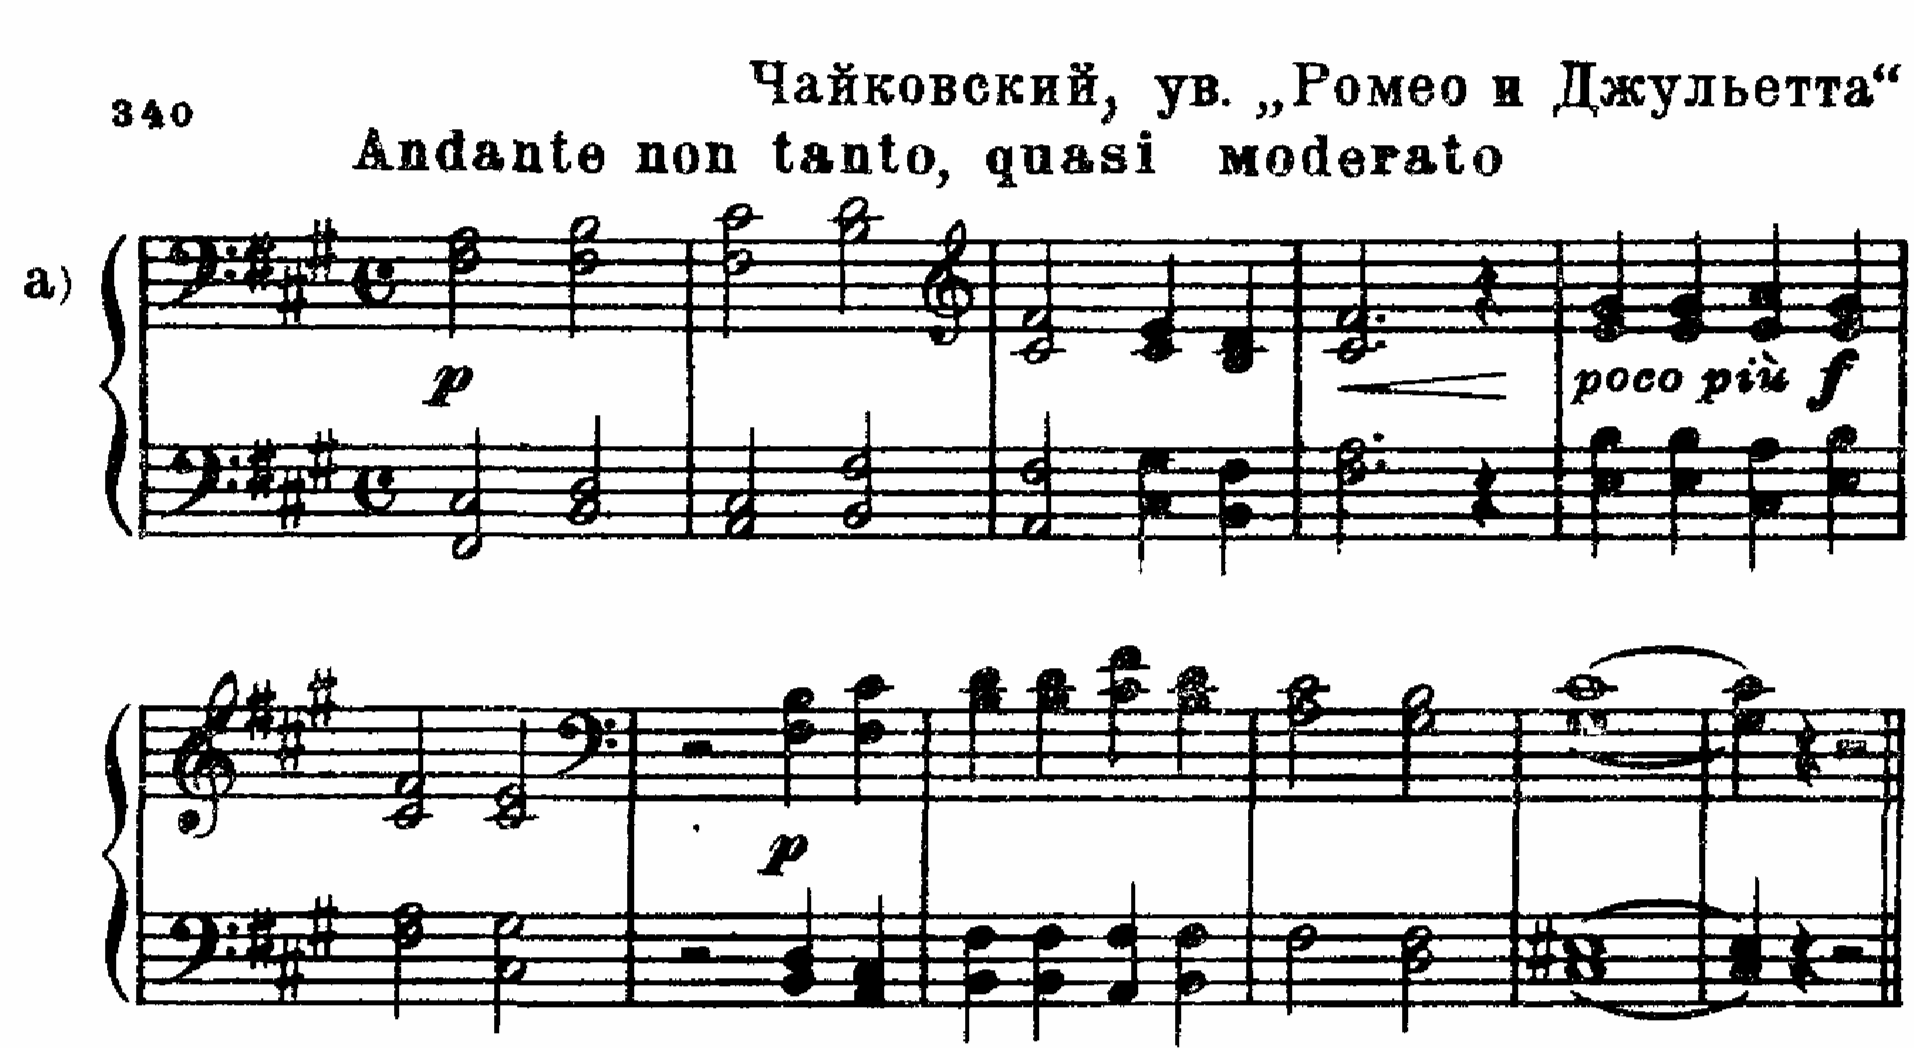 340
Чайковский, ув. „Ромео и Джульетта“
Andante non tanto, quasi moderato
а)
p
poco più f
p